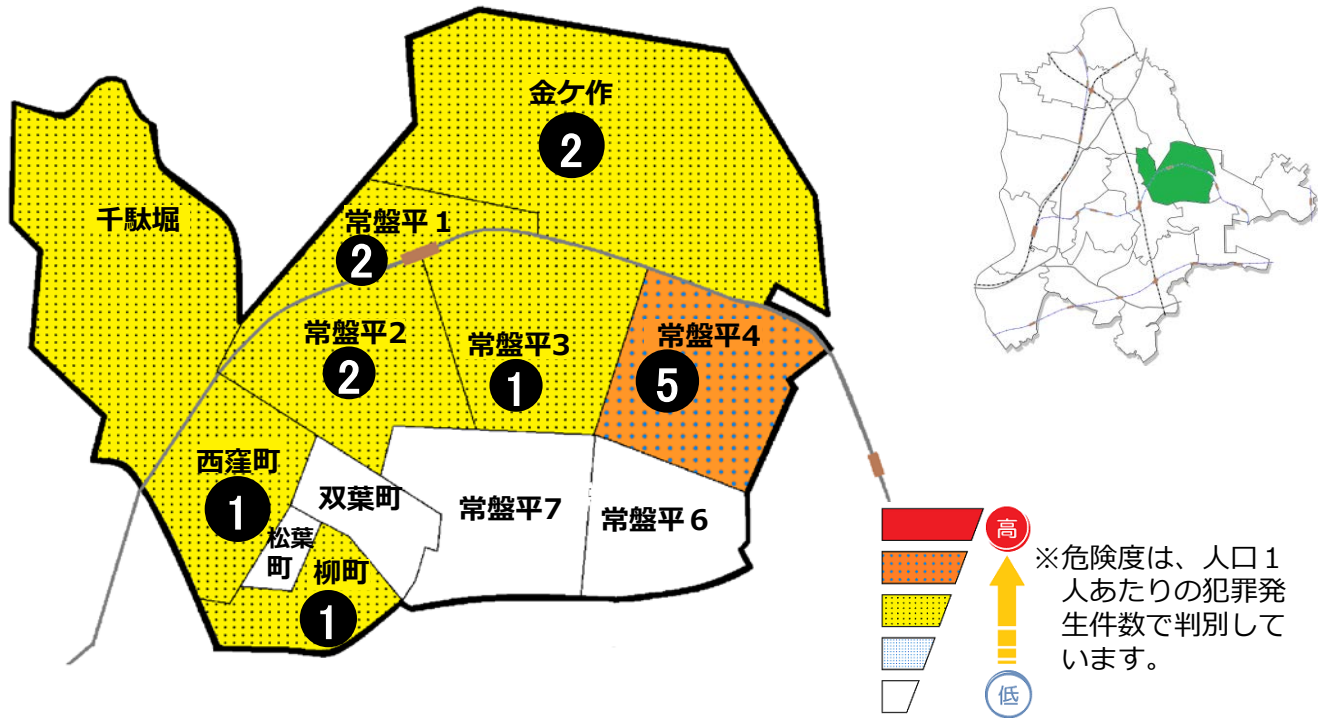 金ケ作
2
千駄堀
常盤平１
2
常盤平2
2
常盤平3
1
常盤平4
5
西窪町
1
双葉町
松葉
町
柳町
1
常盤平7
常盤平６
高
低
※危険度は、人口１
人あたりの犯罪発
生件数で判別して
います。